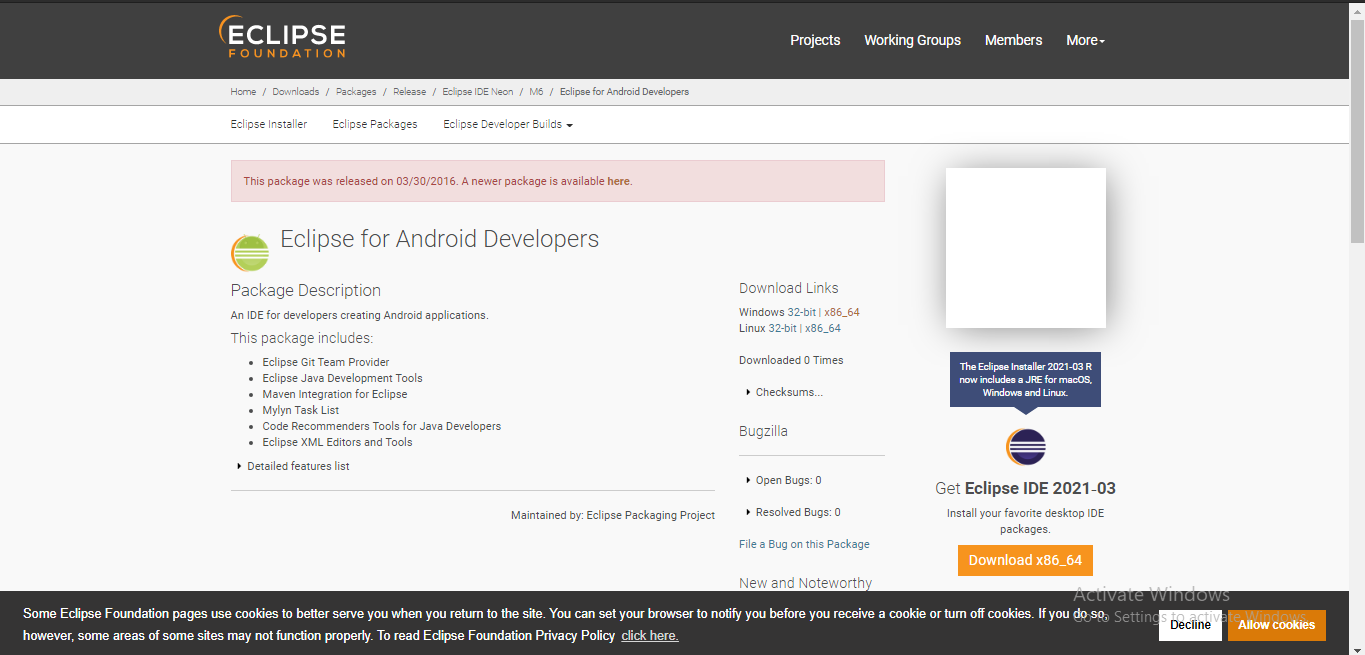 ECLIPSE
FOUNDATION
Projects Working Groups Members More
Home / Downloads / Packages / Release / Eclipse IDE Neon / M6 / Eclipse for Android Developers
Eclipse Installer Eclipse Packages Eclipse Developer Builds
This package was released on 03/30/2016. A newer package is available here.
Eclipse for Android Developers
Package Description
An IDE for developers creating Android applications.
This package includes:
Eclipse Git Team Provider
Eclipse Java Development Tools
Maven Integration for Eclipse
Mylyn Task List
Code Recommenders Tools for Java Developers
Eclipse XML Editors and Tools
Detailed features list
Maintained by: Eclipse Packaging Project
Download Links
Windows 32-bit | x86_64
Linux 32-bit | x86_64
Downloaded 0 Times
Checksums...
Bugzilla
Open Bugs: 0
Resolved Bugs: 0
File a Bug on this Package
New and Noteworthy
The Eclipse Installer 2021-03 R
now includes a JRE for macOS,
Windows and Linux.
Get Eclipse IDE 2021-03
Install your favorite desktop IDE
packages.
Download x86_64
Activate Windows
Go to Settings to activate Windows.
Some Eclipse Foundation pages use cookies to better serve you when you return to the site. You can set your browser to notify you before you receive a cookie or turn off cookies. If you do so,
however, some areas of some sites may not function properly. To read Eclipse Foundation Privacy Policy click here.
Decline Allow cookies